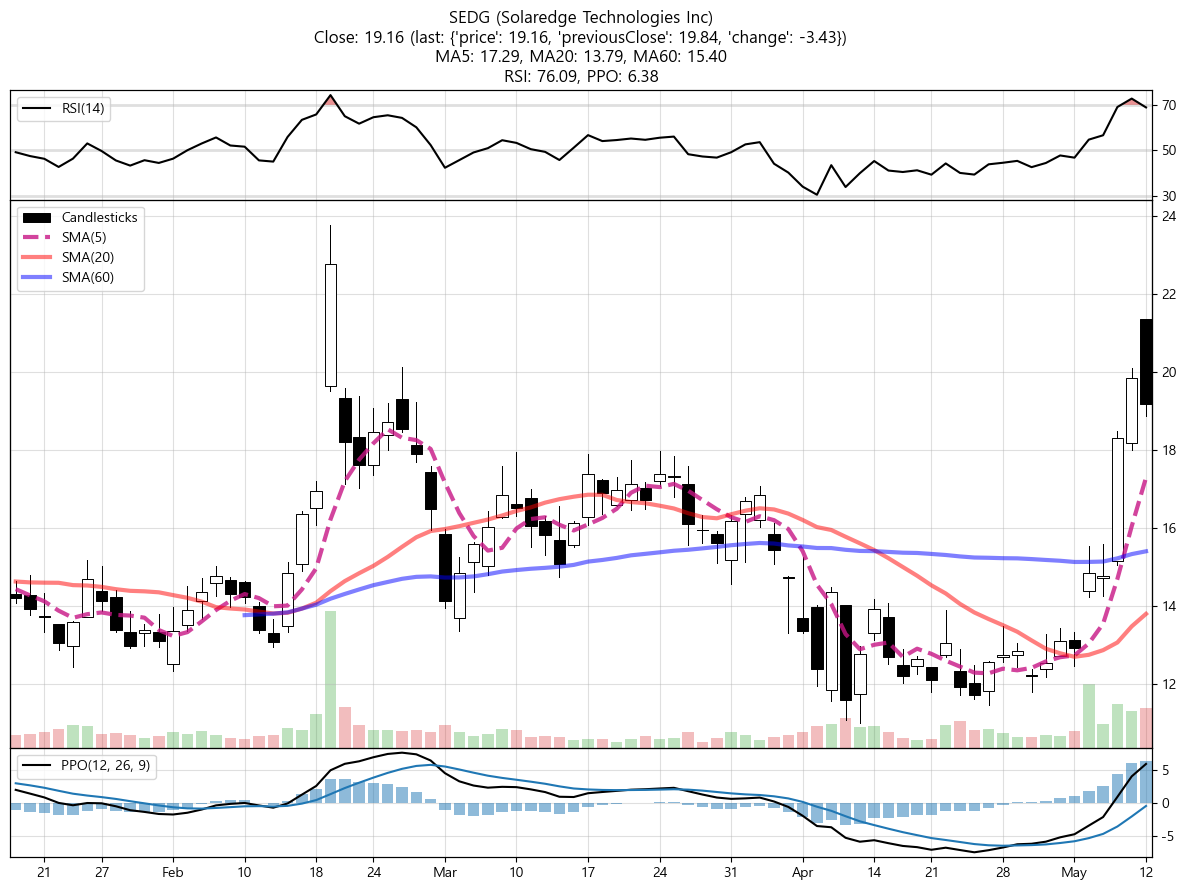 SEDG (Solaredge Technologies Inc)
Close: 19.16 (last: {'price': 19.16, 'previousClose': 19.84, 'change': -3.43})
MA5: 17.29, MA20: 13.79, MA60: 15.40
RSI: 76.09, PPO: 6.38
RSI(14)
70
50
30
Candlesticks
SMA(5)
SMA(20)
SMA(60)
24
22
20
18
16
14
12
PPO(12, 26, 9)
5
0
-5
21 27 Feb 10 18 24 Mar 10 17 24 31 Apr 14 21 28 May 12